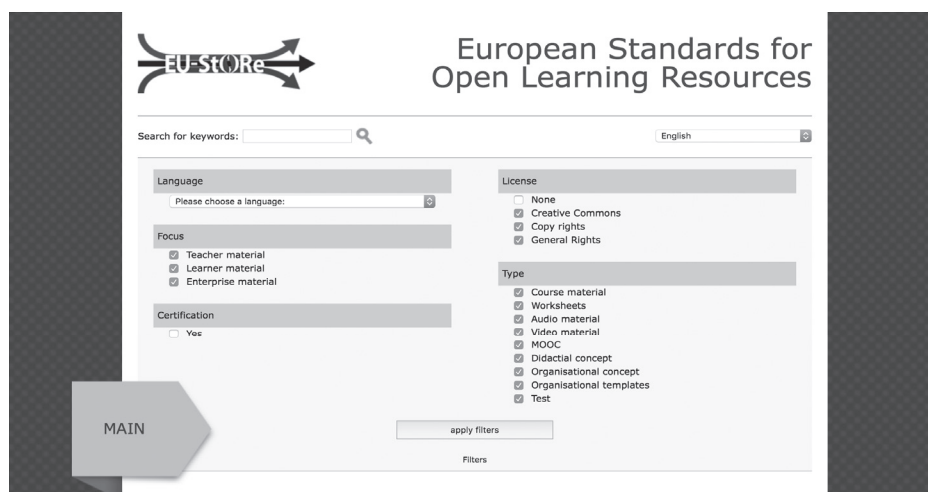 EU-StORe
European Standards for
Open Learning Resources
Search for keywords:
English
Language
Please choose a language:
Focus
Teacher material
Learner material
Enterprise material
Certification
Yes
License
None
Creative Commons
Copy rights
General Rights
Type
Course material
Worksheets
Audio material
Video material
MOOC
Didactial concept
Organisational concept
Organisational templates
Test
MAIN
apply filters
Filters